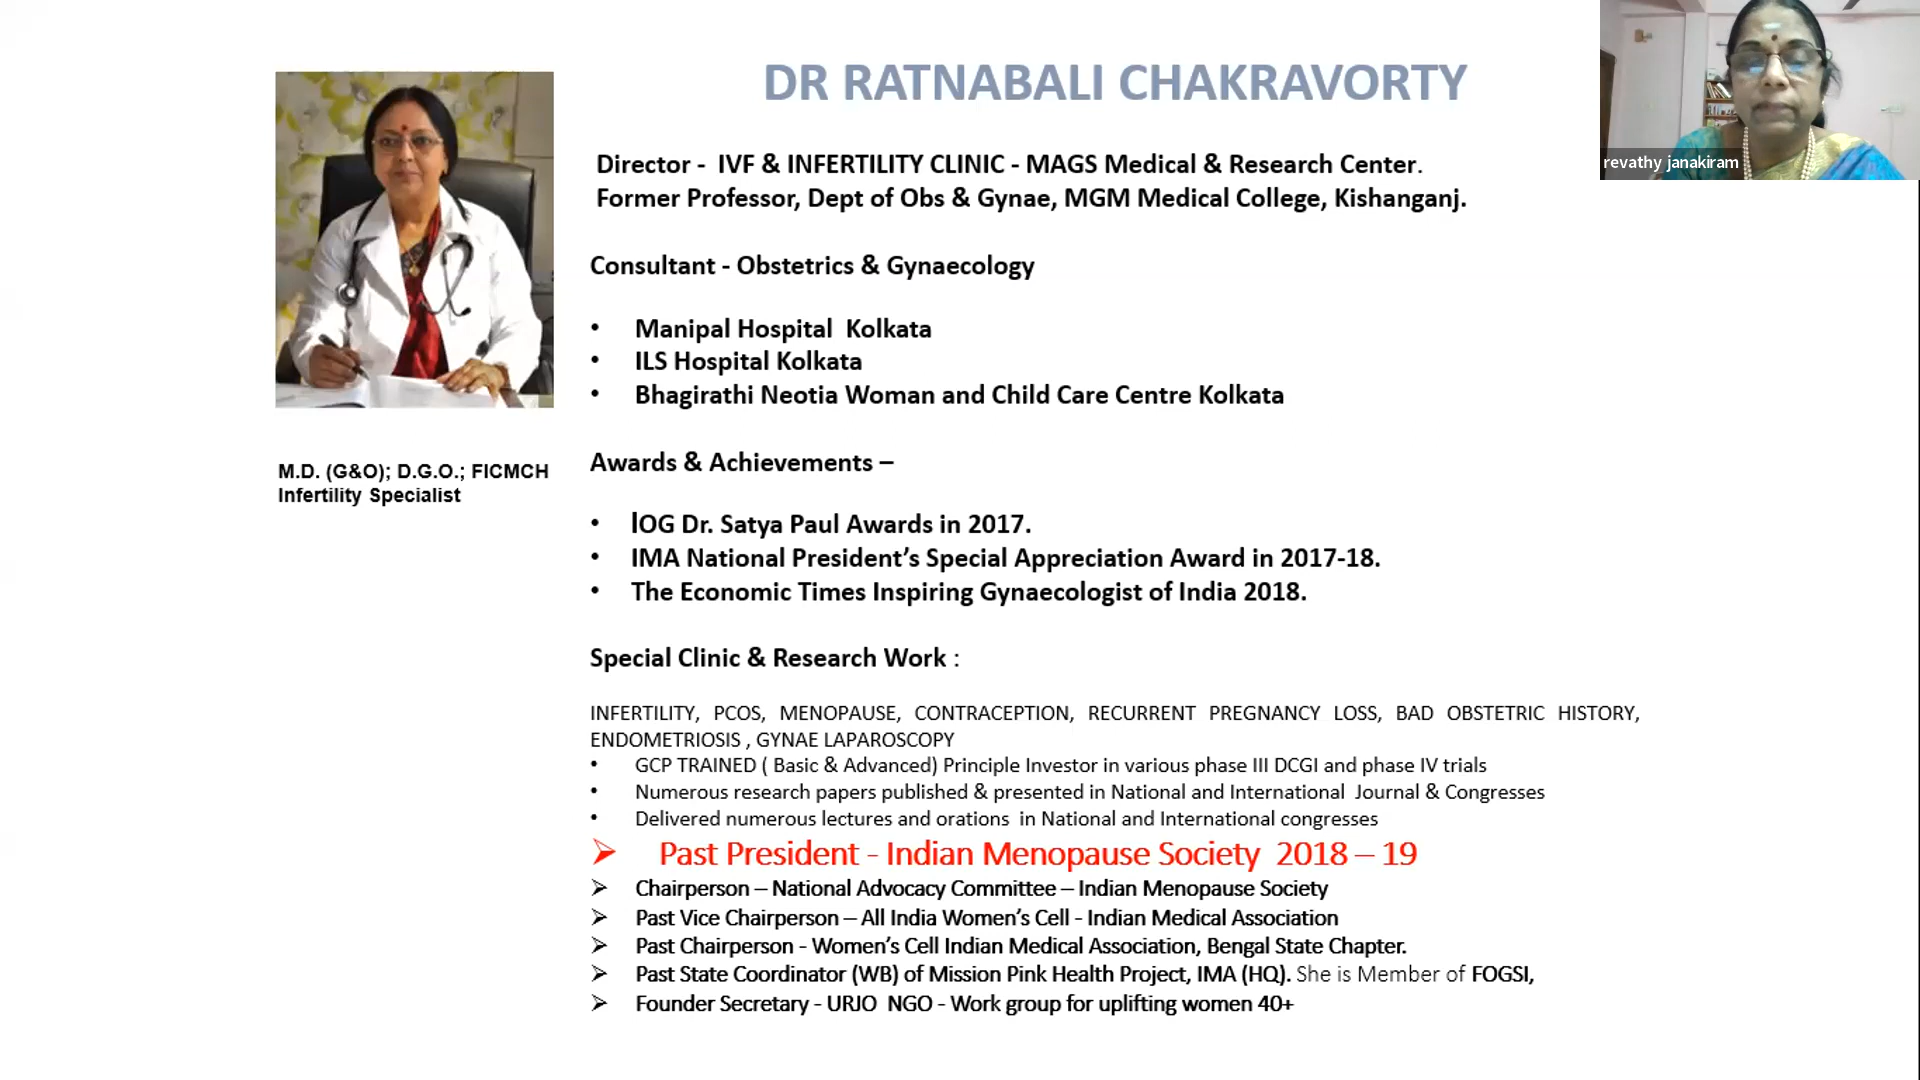 DR RATNABALI CHAKRAVORTY
revathy janakiram
Director - IVF & INFERTILITY CLINIC - MAGS Medical & Research Center.
Former Professor, Dept of Obs & Gynae, MGM Medical College, Kishanganj.
Consultant - Obstetrics & Gynaecology
• Manipal Hospital Kolkata
• ILS Hospital Kolkata
• Bhagirathi Neotia Woman and Child Care Centre Kolkata
M.D. (G&O); D.G.O.; FICMCH
Infertility Specialist
Awards & Achievements –
• IOG Dr. Satya Paul Awards in 2017.
• IMA National President’s Special Appreciation Award in 2017-18.
• The Economic Times Inspiring Gynaecologist of India 2018.
Special Clinic & Research Work :
INFERTILITY, PCOS, MENOPAUSE, CONTRACEPTION, RECURRENT PREGNANCY LOSS, BAD OBSTETRIC HISTORY,
ENDOMETRIOSIS , GYNAE LAPAROSCOPY
• GCP TRAINED ( Basic & Advanced) Principle Investor in various phase III DCGI and phase IV trials
• Numerous research papers published & presented in National and International Journal & Congresses
• Delivered numerous lectures and orations in National and International congresses
➢ Past President - Indian Menopause Society 2018 – 19
➢ Chairperson – National Advocacy Committee – Indian Menopause Society
➢ Past Vice Chairperson – All India Women’s Cell - Indian Medical Association
➢ Past Chairperson - Women’s Cell Indian Medical Association, Bengal State Chapter.
➢ Past State Coordinator (WB) of Mission Pink Health Project, IMA (HQ). She is Member of FOGSI,
➢ Founder Secretary - URJO NGO - Work group for uplifting women 40+